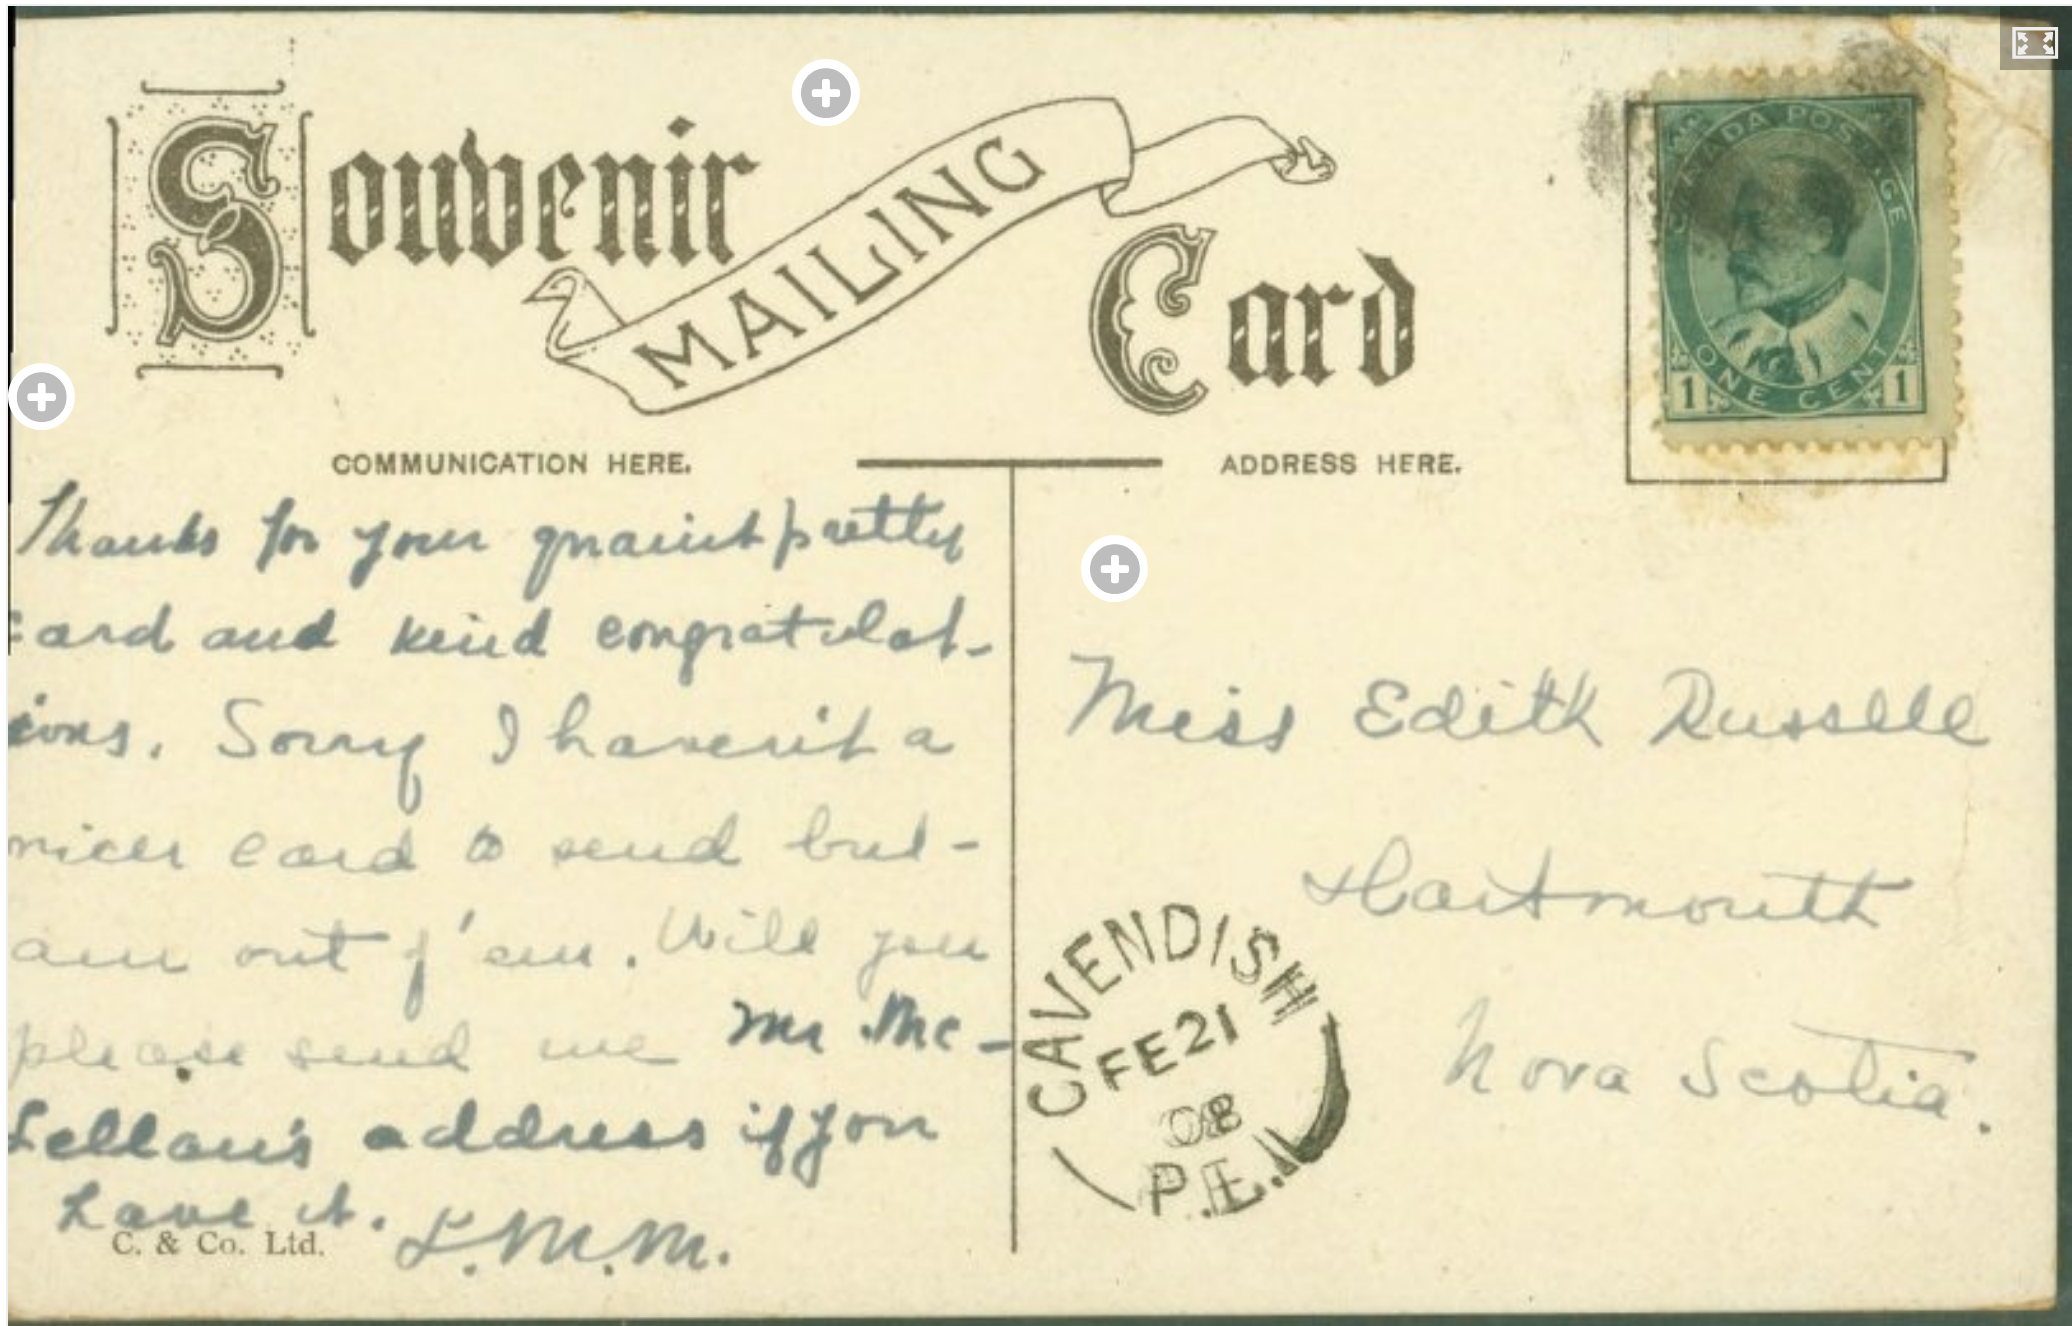 Souvenir
MAILING
Card
CANADA POSTAGE
1 ONE CENT 1
COMMUNICATION HERE.
ADDRESS HERE.
Thanks for your quaint pretty
card and kind congratulat-
ions. Sorry I haven't a
nicer card to send but -
am out of 'em. Will you
please send me Mr. Mc-
Lellan's address if you
have it. L.M.M.
C. & Co. Ltd.
Miss Edith Russell
Dartmouth
Nova Scotia.
CAVENDISH
FE 21
08
P.E.I.